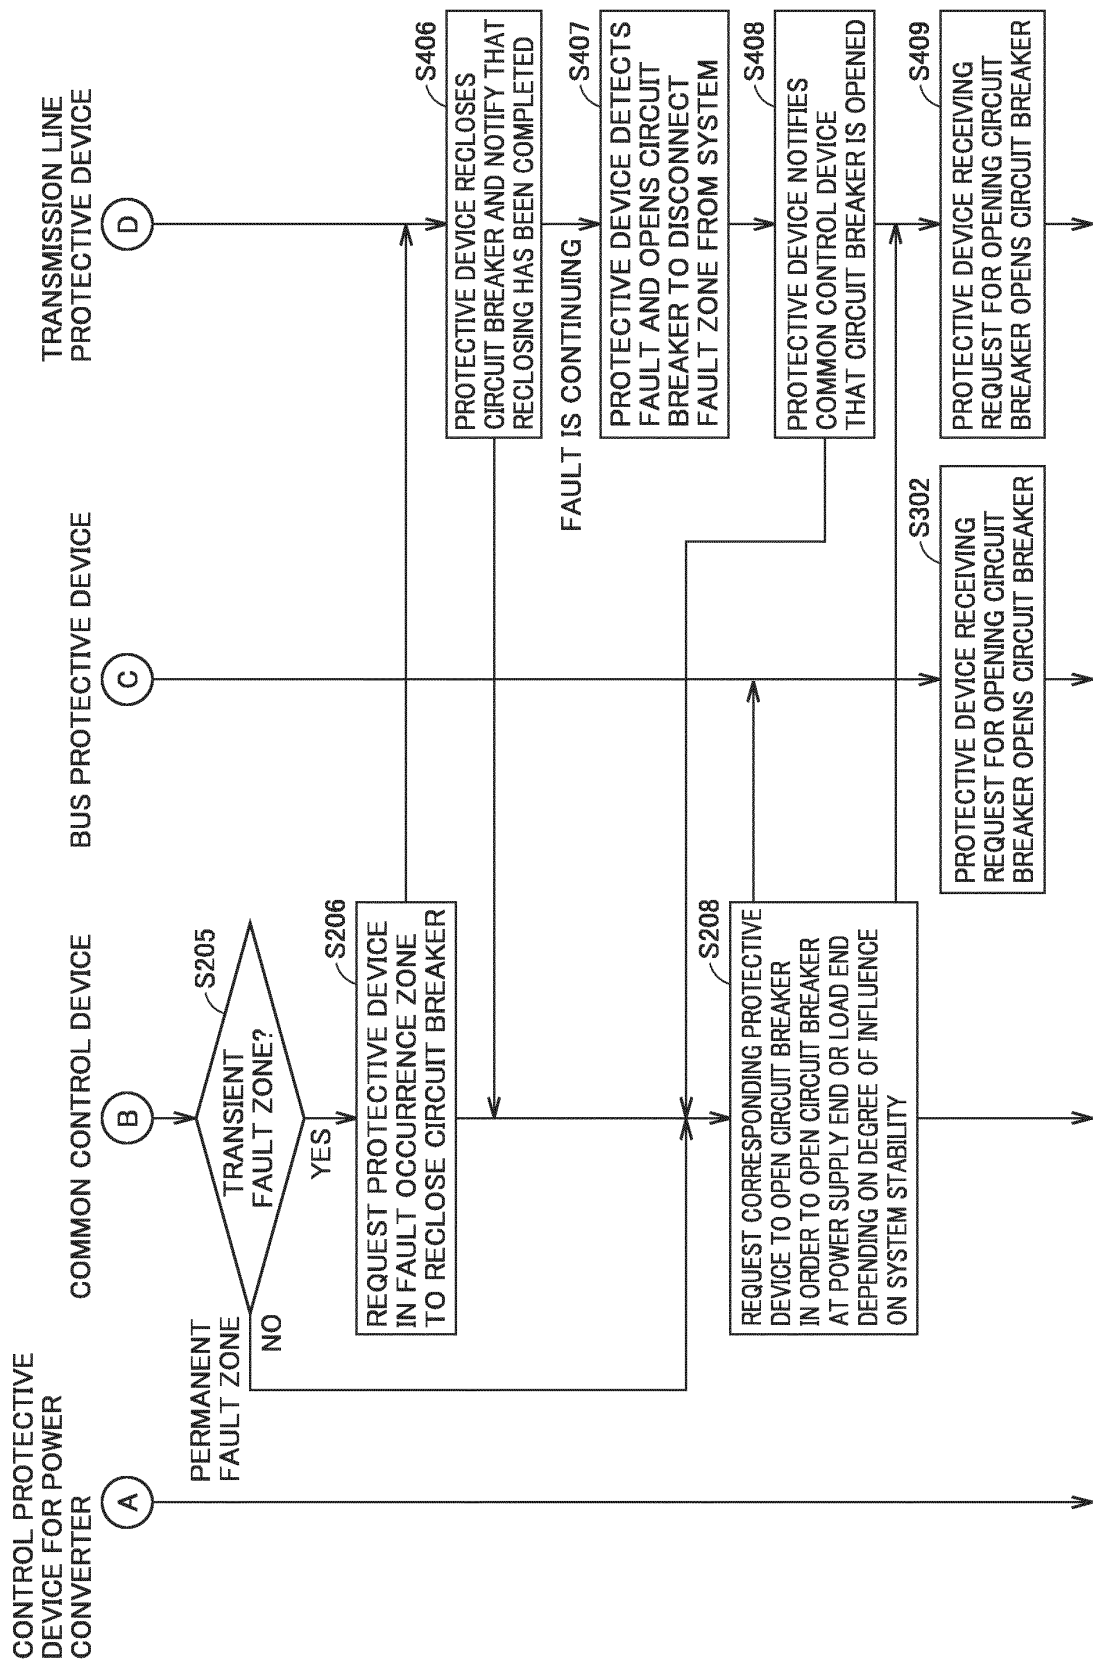 CONTROL PROTECTIVE
DEVICE FOR POWER
CONVERTER
A
COMMON CONTROL DEVICE
B
BUS PROTECTIVE DEVICE
C
TRANSMISSION LINE
PROTECTIVE DEVICE
D
S205
TRANSIENT
FAULT ZONE?
PERMANENT
FAULT ZONE
NO
YES
S206
REQUEST PROTECTIVE DEVICE
IN FAULT OCCURRENCE ZONE
TO RECLOSE CIRCUIT BREAKER
S406
PROTECTIVE DEVICE RECLOSES
CIRCUIT BREAKER AND NOTIFY THAT
RECLOSING HAS BEEN COMPLETED
FAULT IS CONTINUING
S407
PROTECTIVE DEVICE DETECTS
FAULT AND OPENS CIRCUIT
BREAKER TO DISCONNECT
FAULT ZONE FROM SYSTEM
S408
PROTECTIVE DEVICE NOTIFIES
COMMON CONTROL DEVICE
THAT CIRCUIT BREAKER IS OPENED
S208
REQUEST CORRESPONDING PROTECTIVE
DEVICE TO OPEN CIRCUIT BREAKER
IN ORDER TO OPEN CIRCUIT BREAKER
AT POWER SUPPLY END OR LOAD END
DEPENDING ON DEGREE OF INFLUENCE
ON SYSTEM STABILITY
S302
PROTECTIVE DEVICE RECEIVING
REQUEST FOR OPENING CIRCUIT
BREAKER OPENS CIRCUIT BREAKER
S409
PROTECTIVE DEVICE RECEIVING
REQUEST FOR OPENING CIRCUIT
BREAKER OPENS CIRCUIT BREAKER